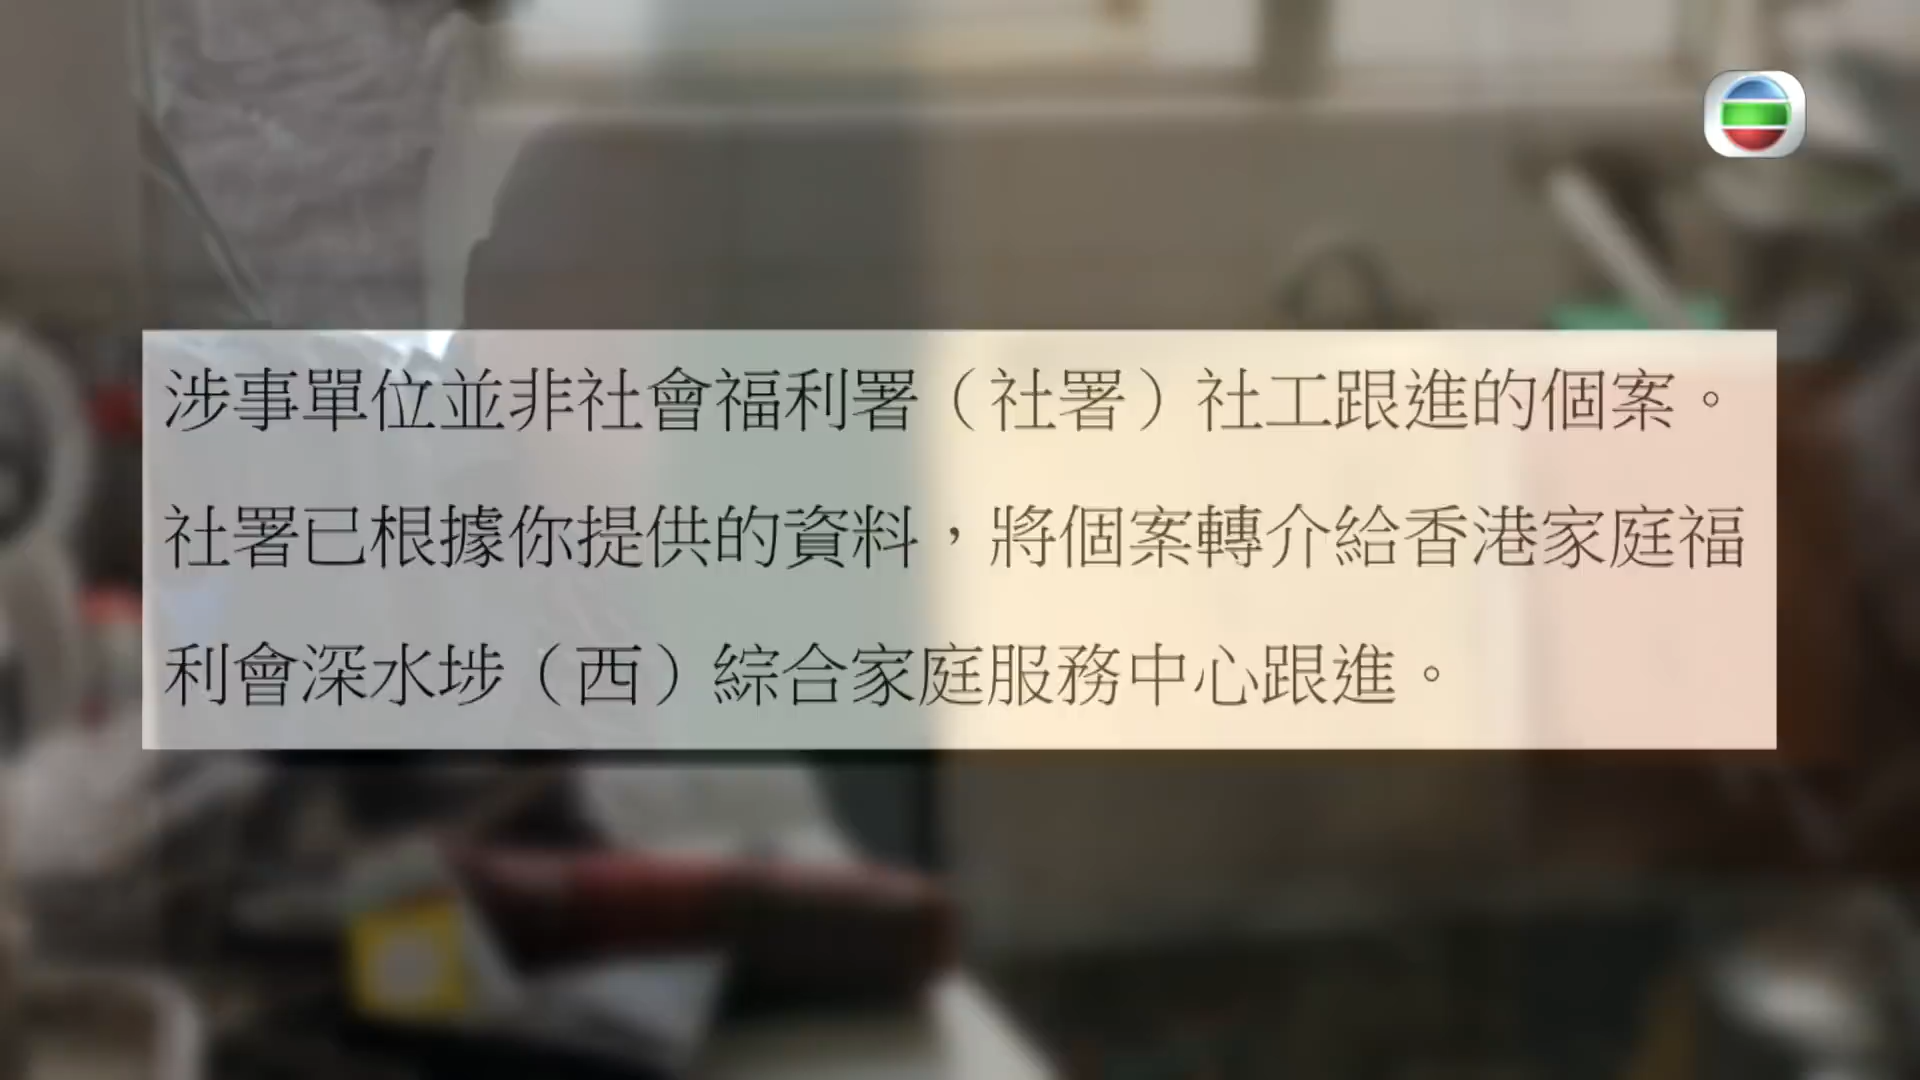 涉事單位並非社會福利署（社署）社工跟進的個案。
社署已根據你提供的資料，將個案轉介給香港家庭福
利會深水埗（西）綜合家庭服務中心跟進。